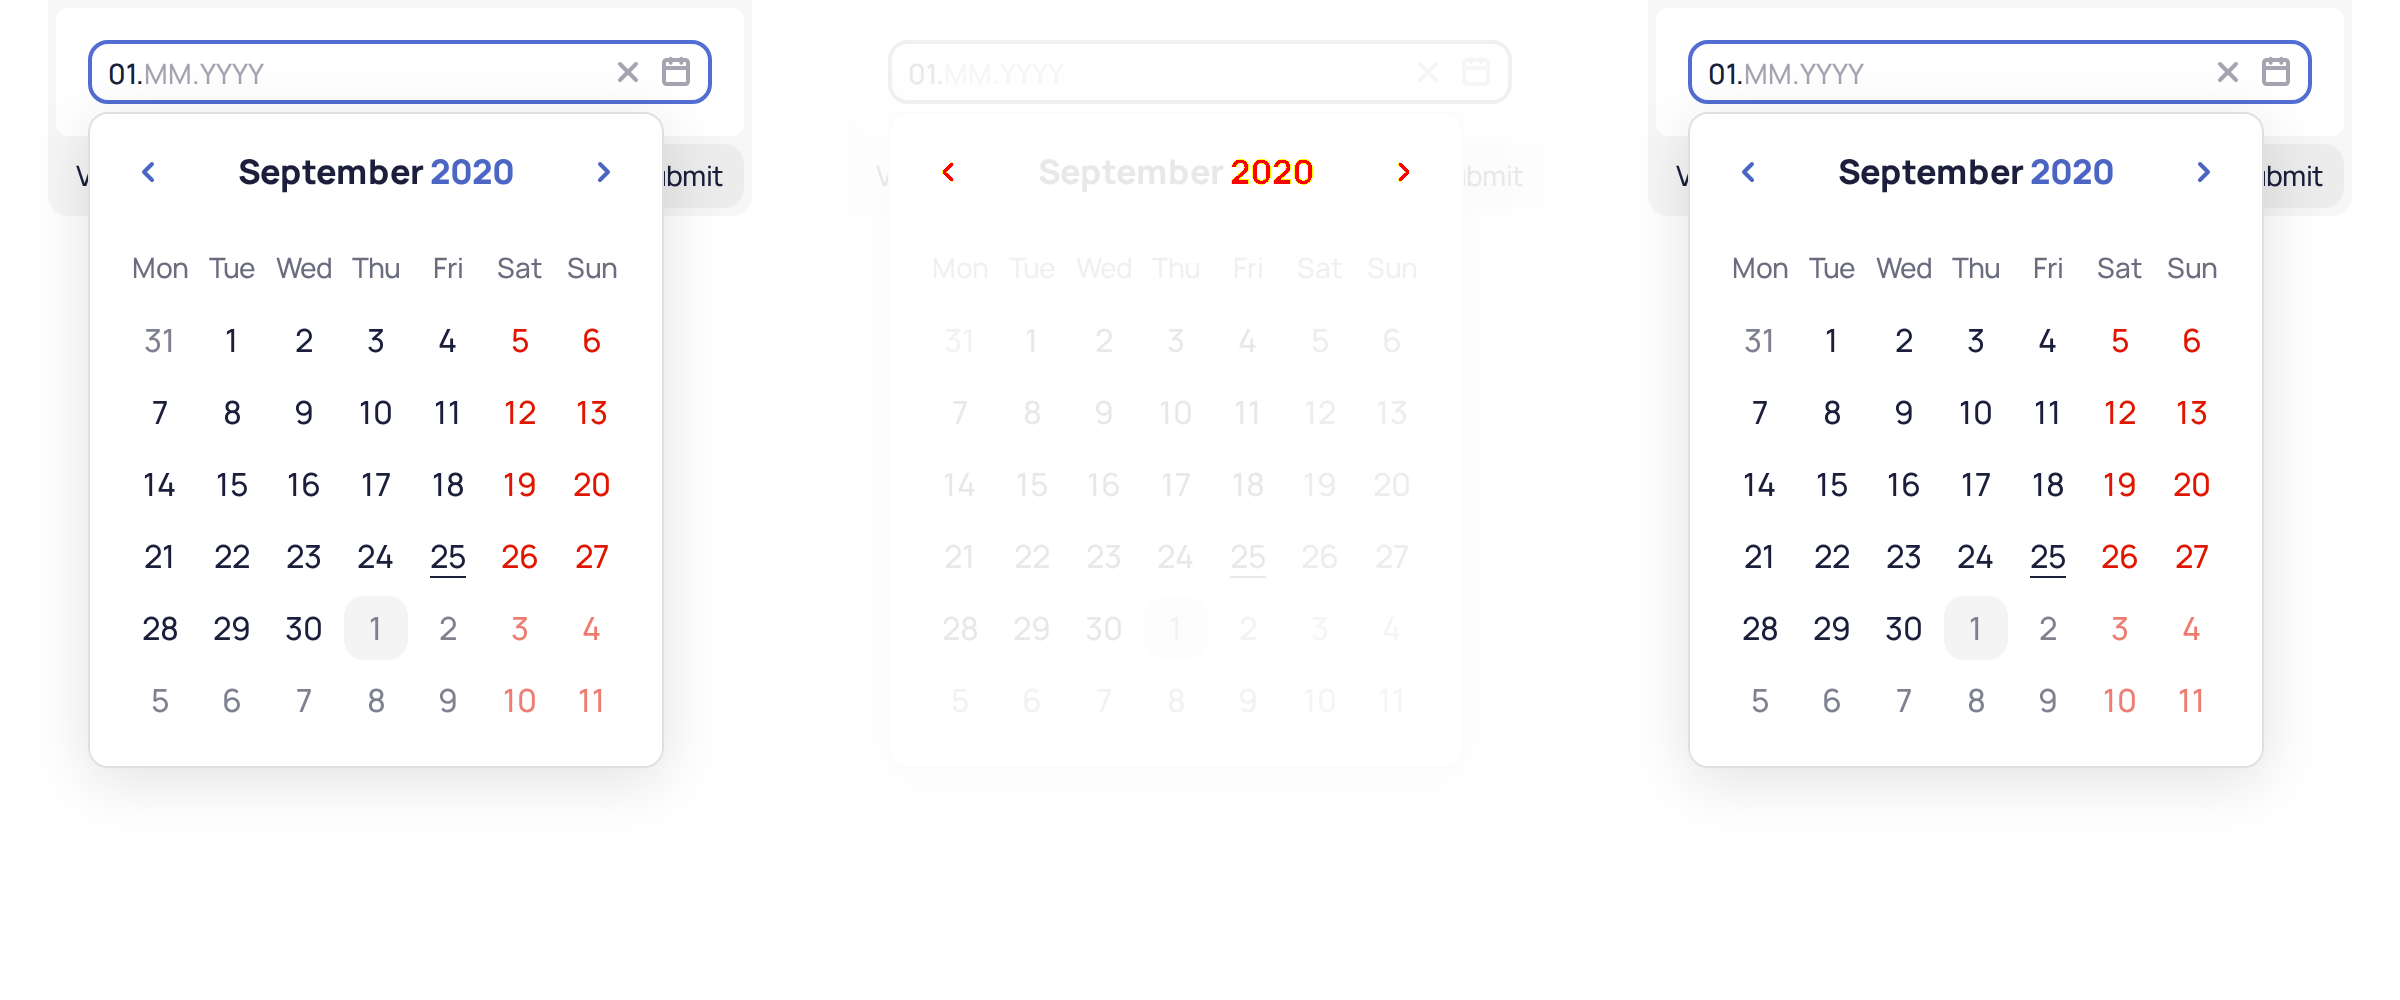 01.MM.YYYY
V
bmit
September 2020
Mon Tue Wed Thu Fri Sat Sun
31 1 2 3 4 5 6
7 8 9 10 11 12 13
14 15 16 17 18 19 20
21 22 23 24 25 26 27
28 29 30 1 2 3 4
5 6 7 8 9 10 11
01.MM.YYYY
V
bmit
September 2020
Mon Tue Wed Thu Fri Sat Sun
31 1 2 3 4 5 6
7 8 9 10 11 12 13
14 15 16 17 18 19 20
21 22 23 24 25 26 27
28 29 30 1 2 3 4
5 6 7 8 9 10 11
01.MM.YYYY
V
bmit
September 2020
Mon Tue Wed Thu Fri Sat Sun
31 1 2 3 4 5 6
7 8 9 10 11 12 13
14 15 16 17 18 19 20
21 22 23 24 25 26 27
28 29 30 1 2 3 4
5 6 7 8 9 10 11